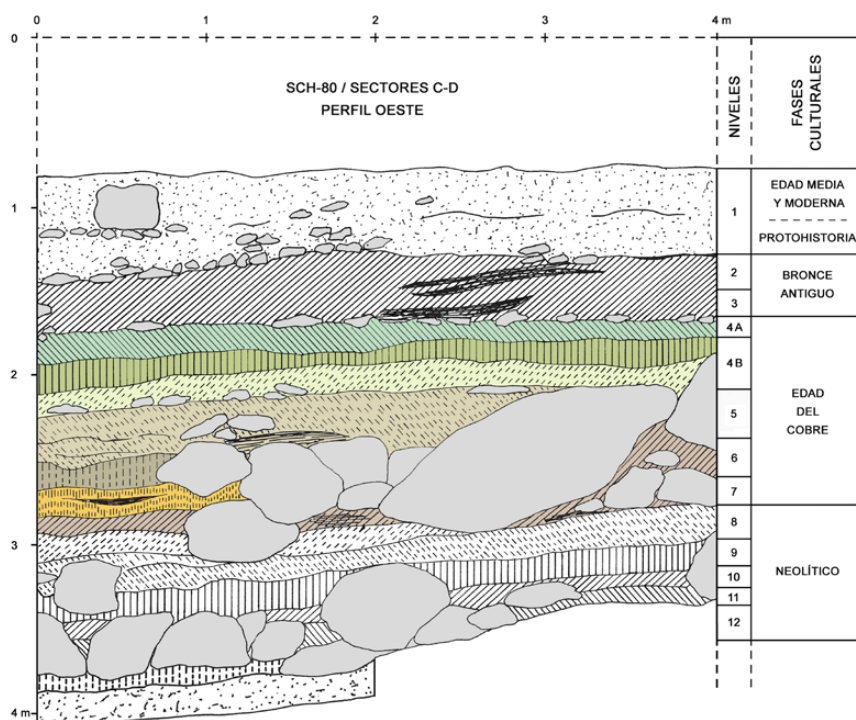 0 1 2 3 4 m
0
SCH-80 / SECTORES C-D
PERFIL OESTE
NIVELES
FASES
CULTURALES
1
2
3
4 m
1
EDAD MEDIA
Y MODERNA
PROTOHISTORIA
2
3
BRONCE
ANTIGUO
4A
4B
5
6
7
EDAD
DEL
COBRE
8
9
10
11
12
NEOLÍTICO